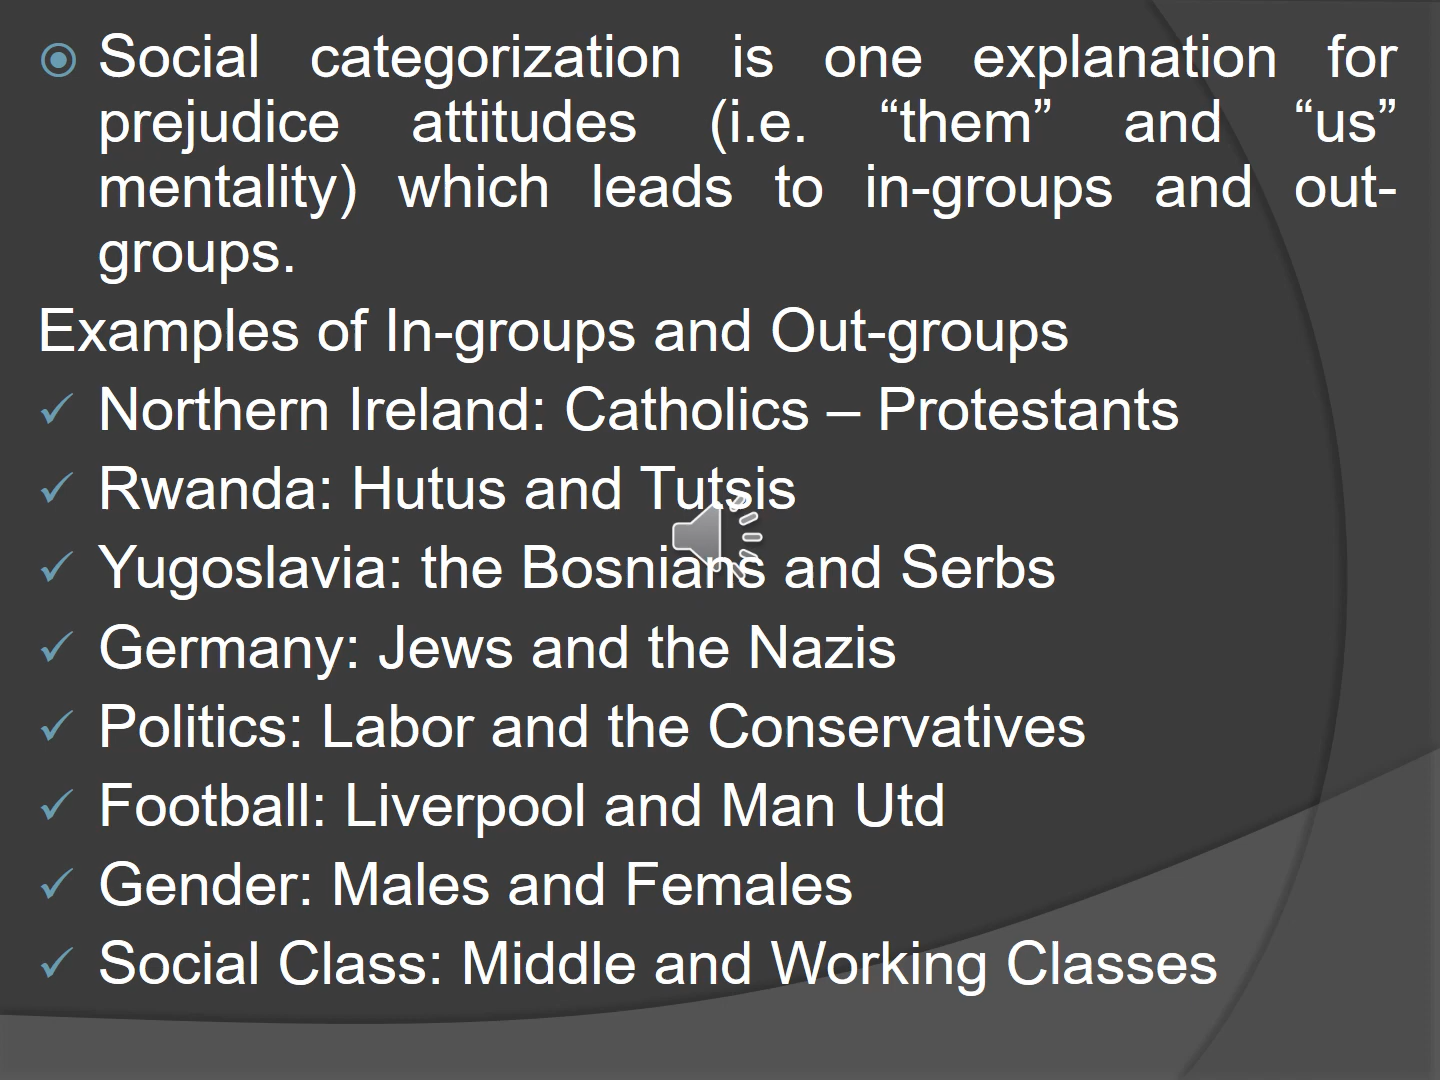 Social categorization is one explanation for
prejudice attitudes (i.e. “them” and “us”
mentality) which leads to in-groups and out-
groups.
Examples of In-groups and Out-groups
Northern Ireland: Catholics – Protestants
Rwanda: Hutus and Tutsis
Yugoslavia: the Bosnians and Serbs
Germany: Jews and the Nazis
Politics: Labor and the Conservatives
Football: Liverpool and Man Utd
Gender: Males and Females
Social Class: Middle and Working Classes